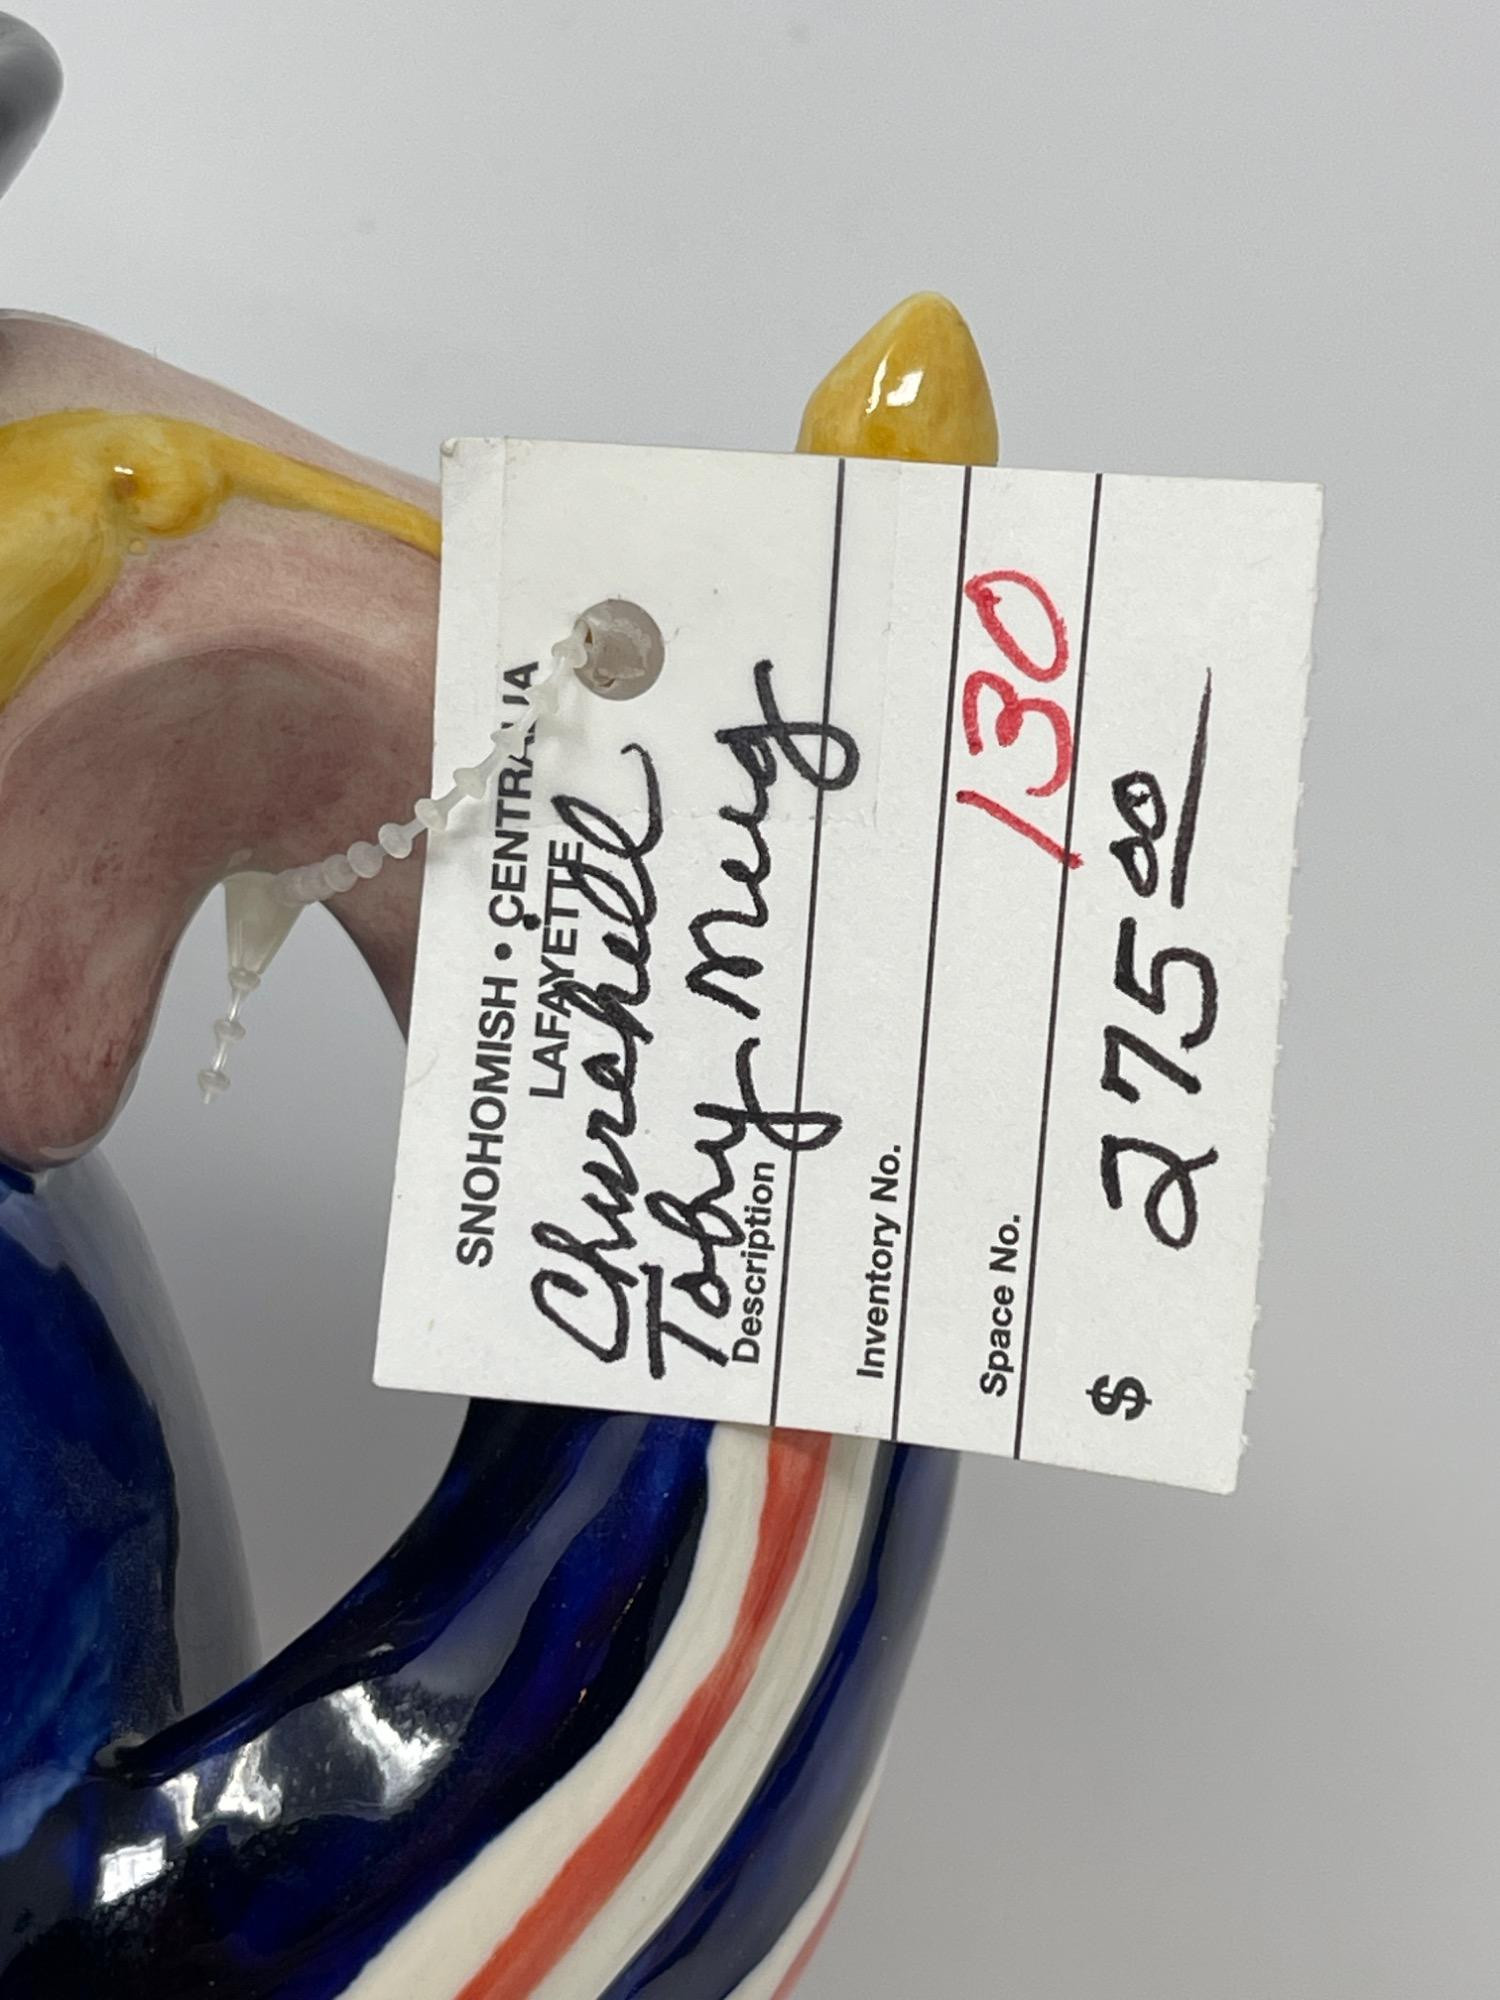 SNOHOMISH • CENTRALIA
LAFAYETTE
Churchill
Toby Mug
Description
Inventory No.
Space No. 130
$ 275 00